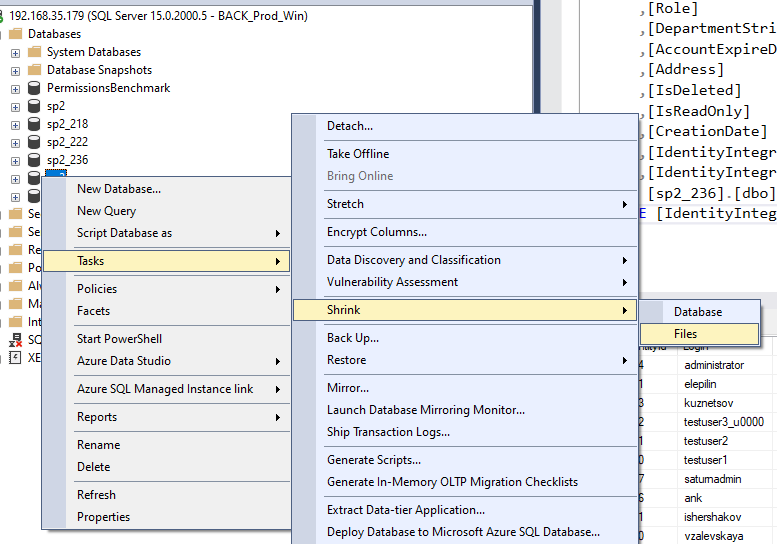 192.168.35.179 (SQL Server 15.0.2000.5 - BACK_Prod_Win)
Databases
System Databases
Database Snapshots
PermissionsBenchmark
sp2
sp2_218
sp2_222
sp2_236
Se
Se
Re
Po
Alv
Ma
Int
SQ
XE
New Database...
New Query
Script Database as
Tasks
Policies
Facets
Start PowerShell
Azure Data Studio
Azure SQL Managed Instance link
Reports
Rename
Delete
Refresh
Properties
Detach...
Take Offline
Bring Online
Stretch
Encrypt Columns...
Data Discovery and Classification
Vulnerability Assessment
Shrink
Back Up...
Restore
Mirror...
Launch Database Mirroring Monitor...
Ship Transaction Logs...
Generate Scripts...
Generate In-Memory OLTP Migration Checklists
Extract Data-tier Application...
Deploy Database to Microsoft Azure SQL Database...
Database
Files
,[Role]
,[DepartmentStri
,[AccountExpireD
,[Address]
,[IsDeleted]
,[IsReadOnly]
,[CreationDate]
,[IdentityIntegr
,[IdentityIntegr
[sp2_236].[dbo]
E [IdentityInteg
entityId Login
4 administrator
1 elepilin
3 kuznetsov
2 testuser3_u0000
1 testuser2
0 testuser1
7 saturnadmin
6 ank
1 ishershakov
0 vzalevskaya